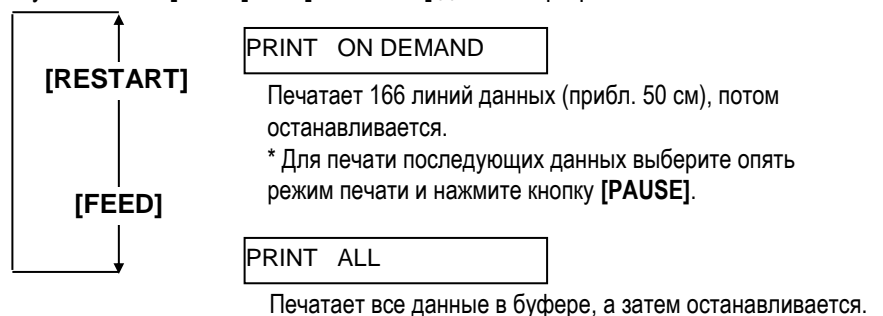 PRINT ON DEMAND
[RESTART]
Печатает 166 линий данных (прибл. 50 см), потом
останавливается.
* Для печати последующих данных выберите опять
режим печати и нажмите кнопку [PAUSE].
[FEED]
PRINT ALL
Печатает все данные в буфере, а затем останавливается.